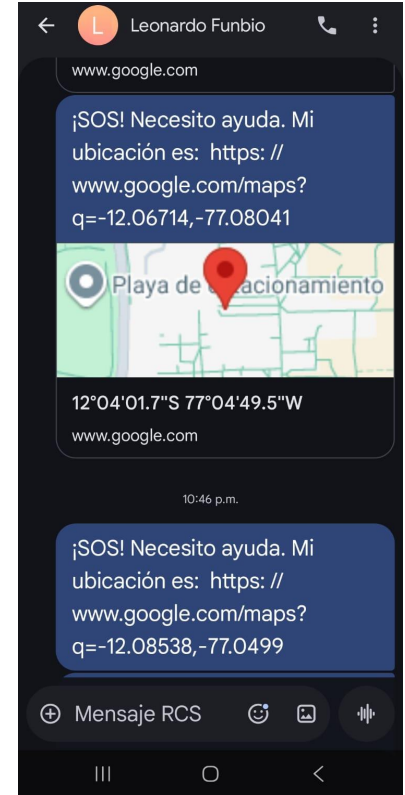 L Leonardo Funbio
www.google.com
¡SOS! Necesito ayuda. Mi
ubicación es:  https: //
www.google.com/maps?
q=-12.06714,-77.08041
Playa de acionamiento
12°04'01.7"S 77°04'49.5"W
www.google.com
10:46 p.m.
¡SOS! Necesito ayuda. Mi
ubicación es:  https: //
www.google.com/maps?
q=-12.08538,-77.0499
Mensaje RCS